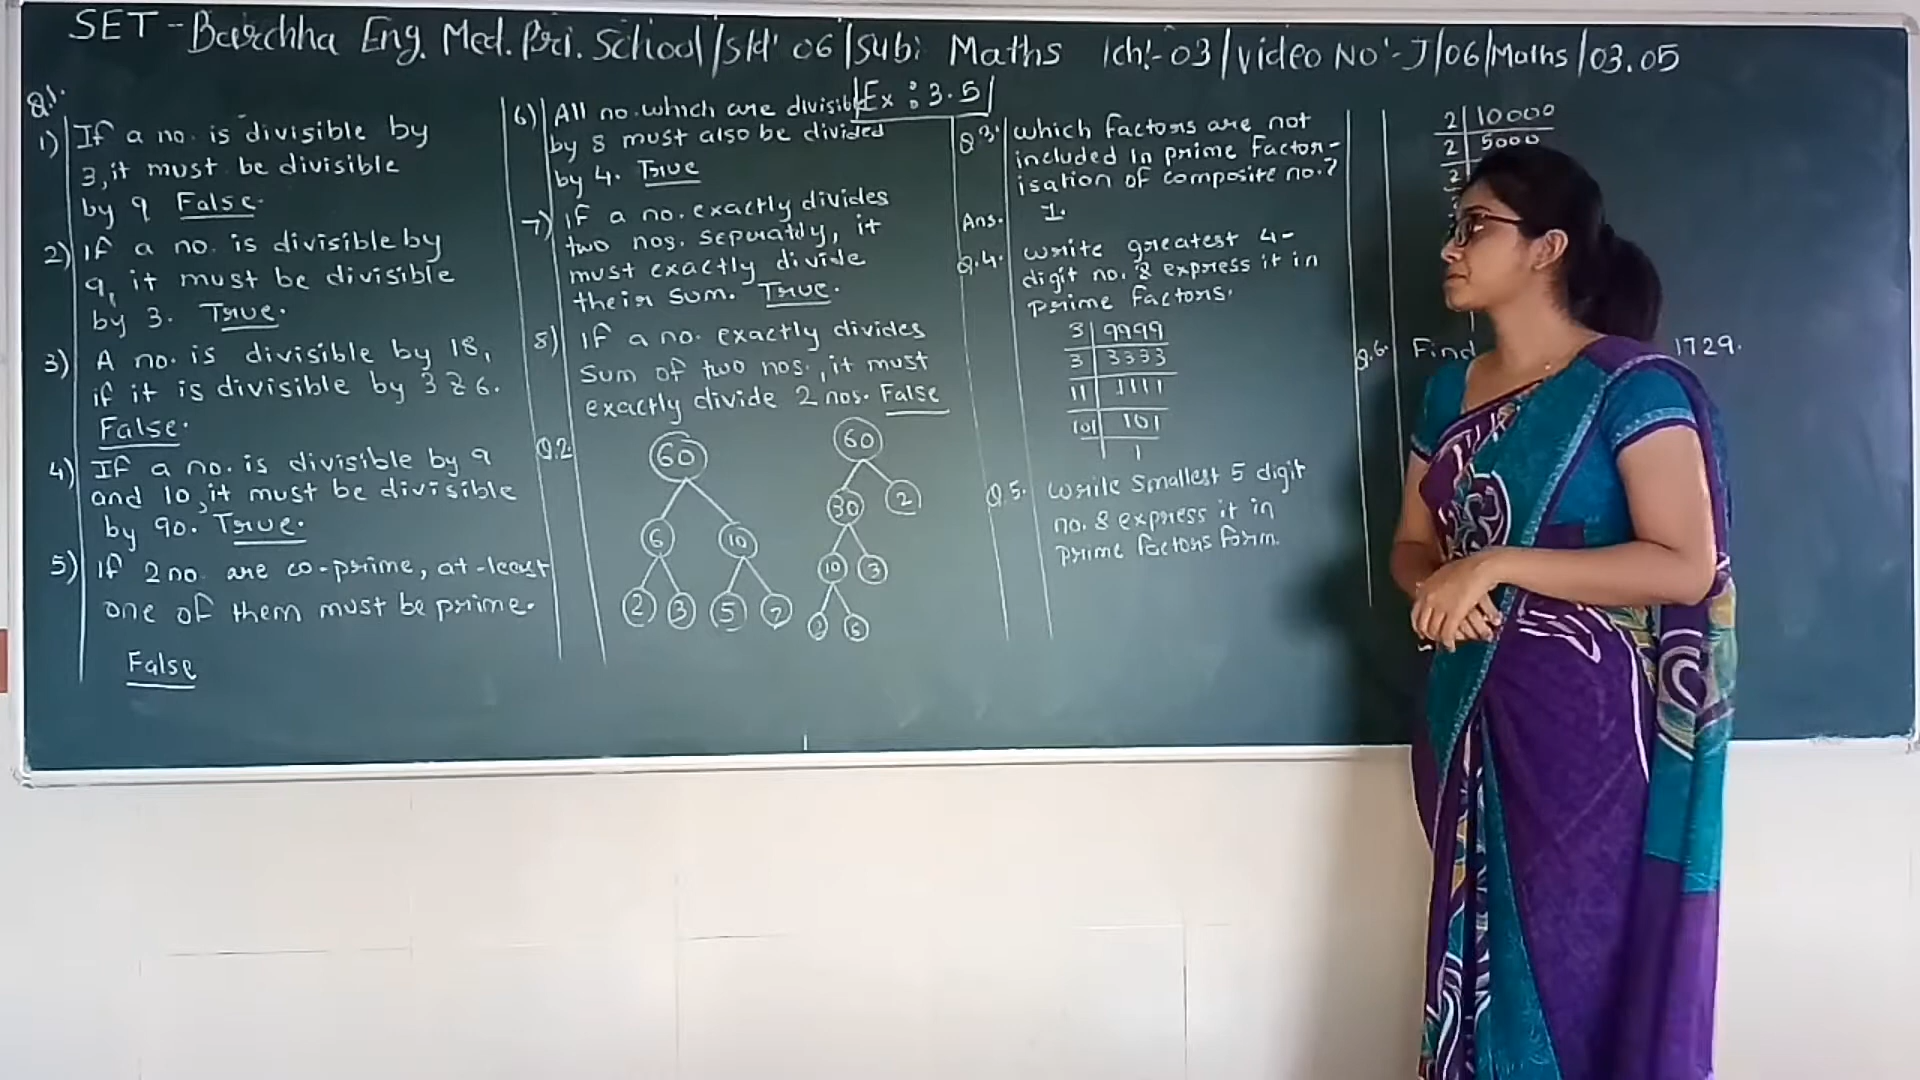 SET - Barchha Eng. Med. Pri. School/Std' 06/Sub: Maths /Ch:- 03/Video No'- J/06/Maths/03.05
Ex : 3.5
Q.1.
1) If a no. is divisible by
3, it must be divisible
by 9 False.
2) If a no. is divisible by
9, it must be divisible
by 3. True.
3) A no. is divisible by 18,
if it is divisible by 3 & 6.
False.
4) If a no. is divisible by 9
and 10, it must be divisible
by 90. True.
5) If 2 no. are co-prime, at-least
one of them must be prime.
False
6) All no. which are divisible
by 8 must also be divided
by 4. True
7) If a no. exactly divides
two nos. seperatdy, it
must exactly divide
their sum. True.
8) If a no. exactly divides
Sum of two nos., it must
exactly divide 2 nos. False
Q.2
60
6 10
2 3 5 2
60
30 2
10 3
2 5
Q.3. which factors are not
included in prime factor-
isation of composite no.?
Ans. 1.
Q.4. write greatest 4-
digit no. & express it in
prime factors.
3 9999
3 3333
11 1111
101 101
1
Q.5. write smallest 5 digit
no. & express it in
prime factors form.
2 10000
2 5000
2
Q.6. Find 1729.